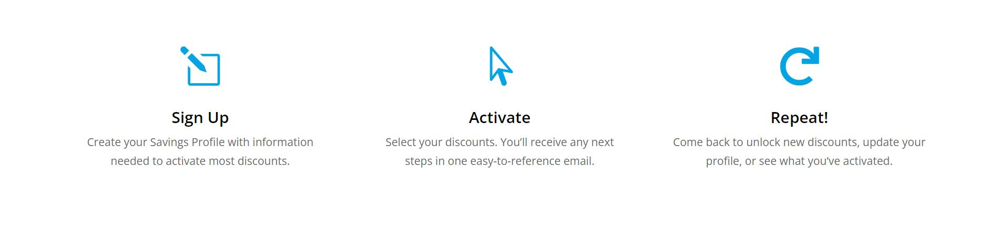 Sign Up
Create your Savings Profile with information
needed to activate most discounts.
Activate
Select your discounts. You’ll receive any next
steps in one easy-to-reference email.
Repeat!
Come back to unlock new discounts, update your
profile, or see what you’ve activated.